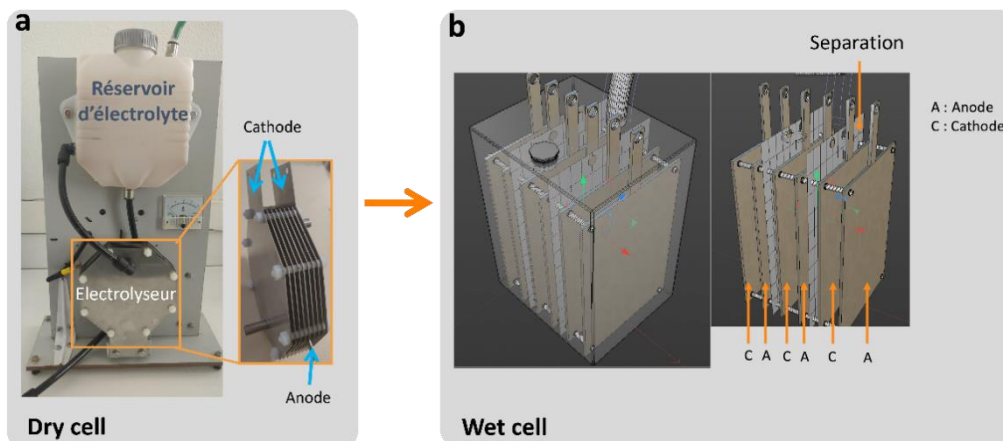 a
Réservoir
d'électrolyte
Cathode
Electrolyseur
Anode
Dry cell
b
Separation
A : Anode
C : Cathode
C A C A C A
Wet cell